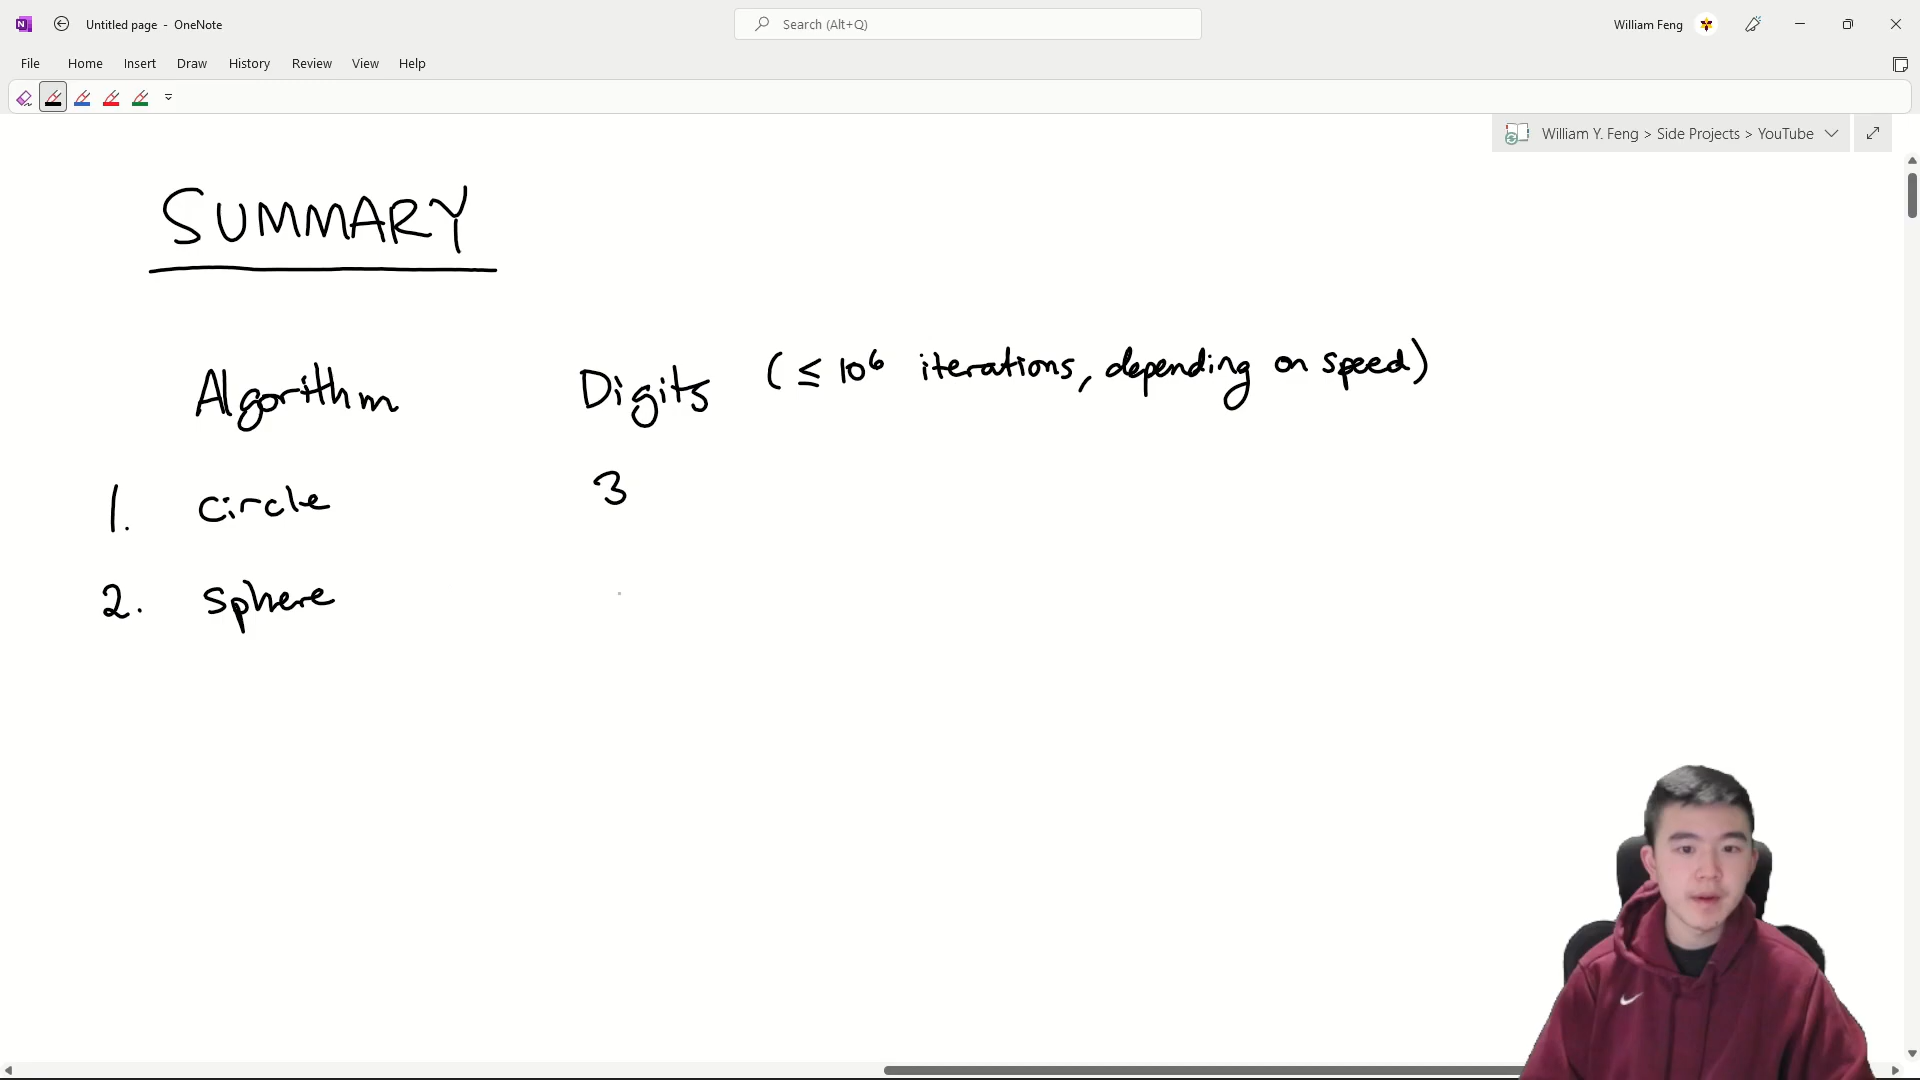 Untitled page - OneNote
Search (Alt+Q)
William Feng
File Home Insert Draw History Review View Help
William Y. Feng > Side Projects > YouTube
SUMMARY
Algorithm Digits (≤ 10⁶ iterations, depending on speed)
1. circle 3
2. sphere